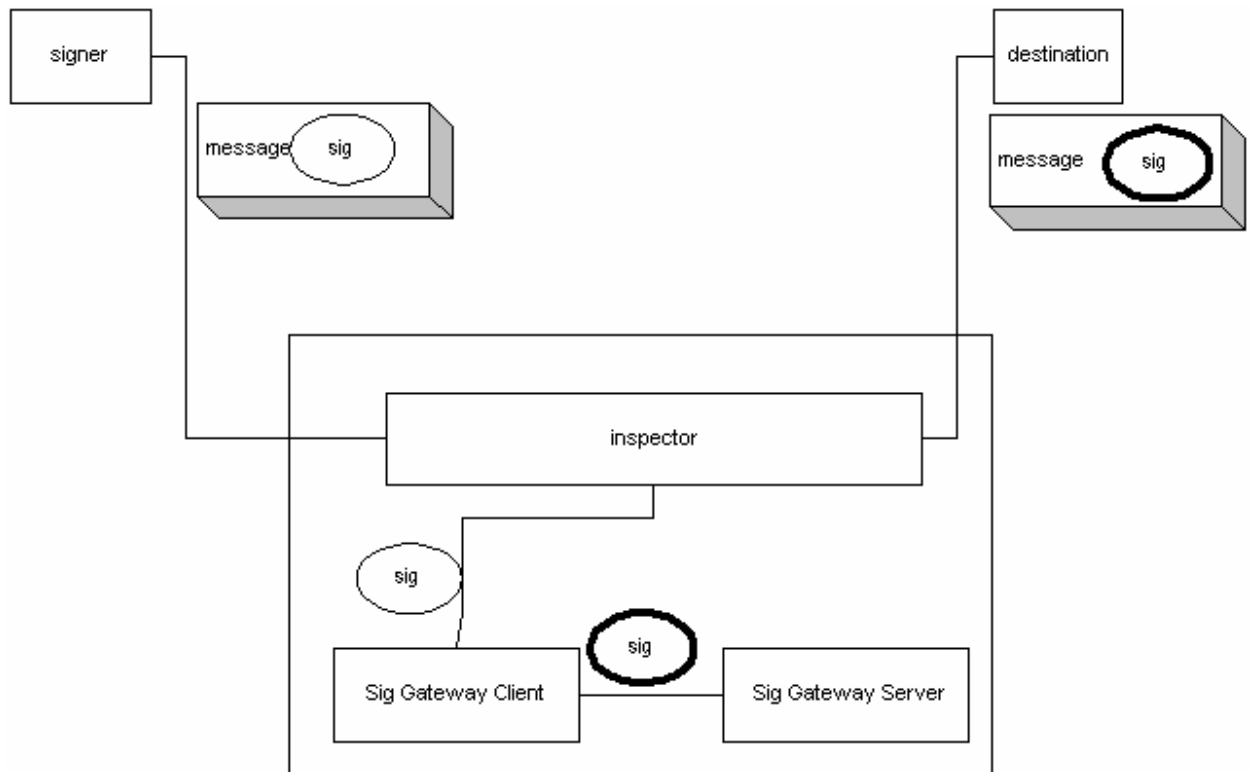 signer
destination
message sig
message sig
inspector
sig
sig
Sig Gateway Client
Sig Gateway Server